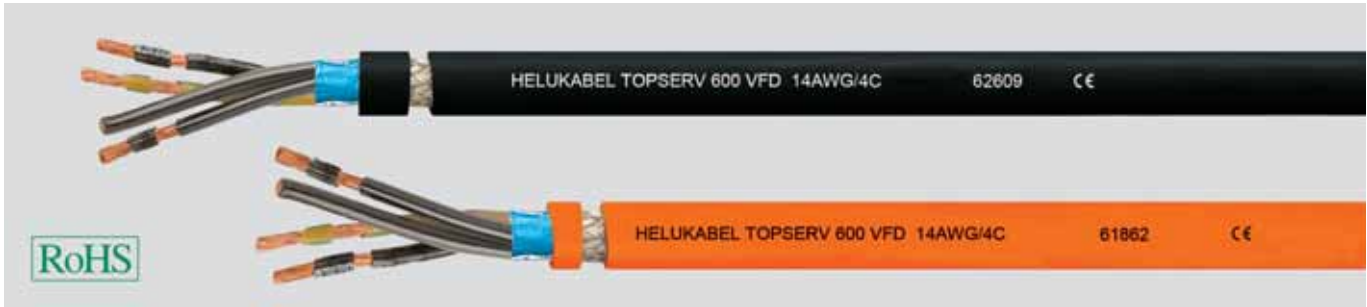 HELUKABEL TOPSERV 600 VFD 14AWG/4C 62609 CE
HELUKABEL TOPSERV 600 VFD 14AWG/4C 61862 CE
RoHS